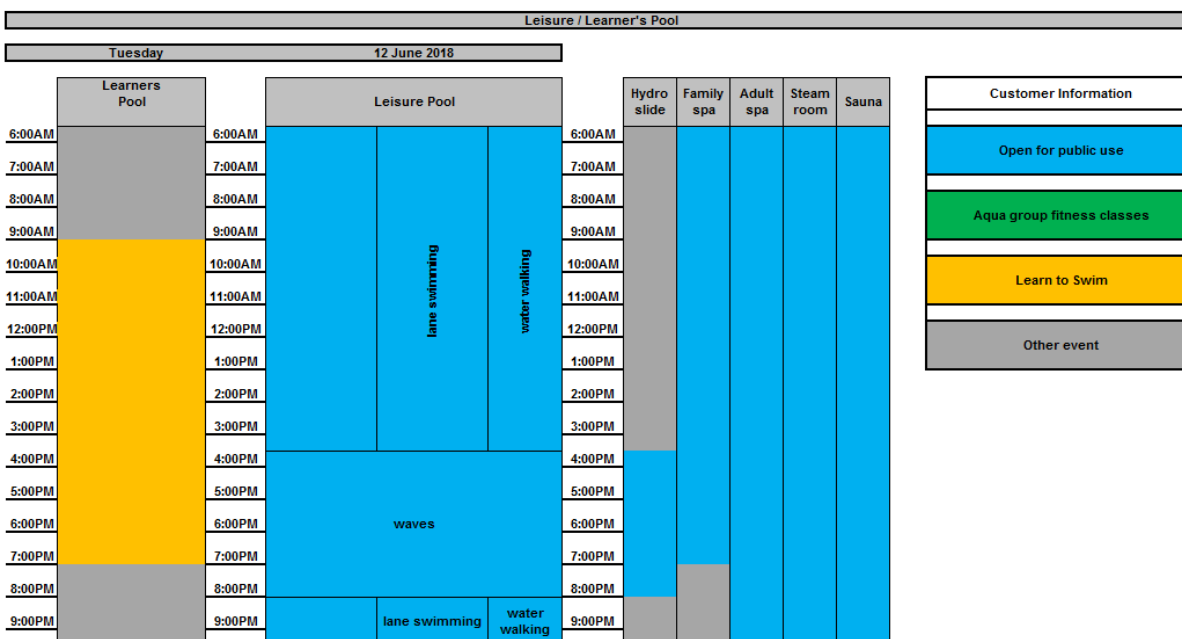 Leisure / Learner's Pool
Tuesday 12 June 2018
Learners
Pool
Leisure Pool
Hydro
slide
Family
spa
Adult
spa
Steam
room
Sauna
Customer Information
6:00AM 6:00AM 6:00AM
Open for public use
7:00AM 7:00AM 7:00AM
8:00AM 8:00AM 8:00AM
Aqua group fitness classes
9:00AM 9:00AM 9:00AM
10:00AM 10:00AM 10:00AM
Learn to Swim
11:00AM 11:00AM 11:00AM
lane swimming
water walking
12:00PM 12:00PM 12:00PM
Other event
1:00PM 1:00PM 1:00PM
2:00PM 2:00PM 2:00PM
3:00PM 3:00PM 3:00PM
4:00PM 4:00PM 4:00PM
5:00PM 5:00PM 5:00PM
6:00PM 6:00PM 6:00PM
waves
7:00PM 7:00PM 7:00PM
8:00PM 8:00PM 8:00PM
9:00PM 9:00PM 9:00PM
lane swimming
water
walking